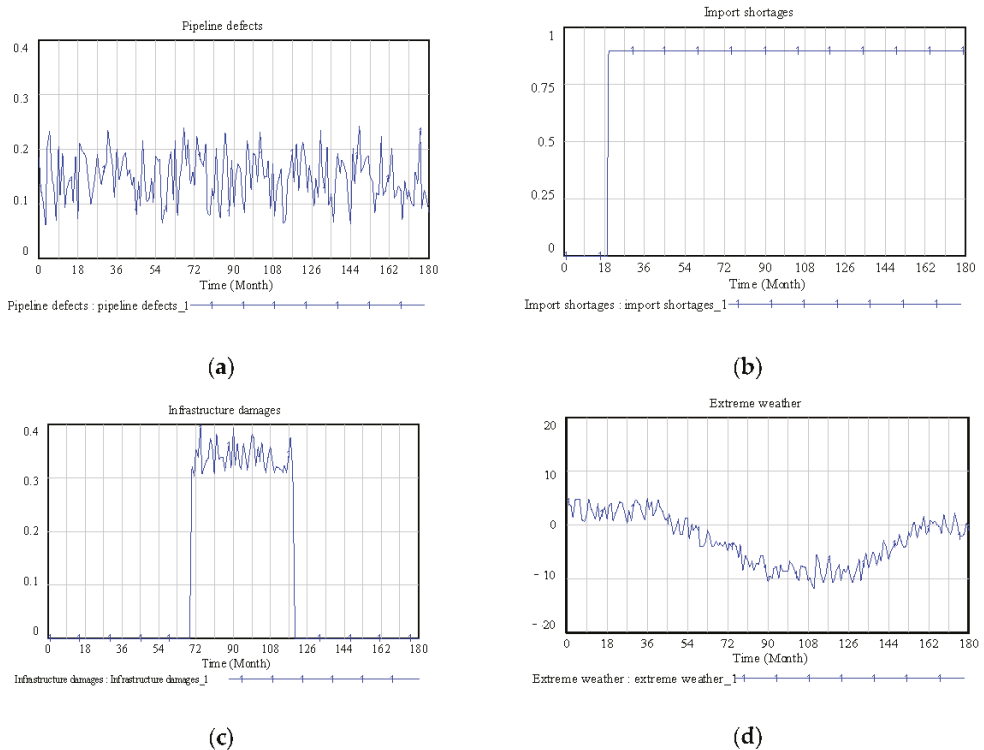 Pipeline defects
0.4
0.3
0.2
0.1
0
0 18 36 54 72 90 108 126 144 162 180
Time (Month)
Pipeline defects : pipeline defects_1
(a)
Import shortages
1
0.75
0.5
0.25
0
0 18 36 54 72 90 108 126 144 162 180
Time (Month)
Import shortages : import shortages_1
(b)
Infrastructure damages
0.4
0.3
0.2
0.1
0
0 18 36 54 72 90 108 126 144 162 180
Time (Month)
Infrastructure damages : Infrastructure damages_1
(c)
Extreme weather
20
10
0
- 10
- 20
0 18 36 54 72 90 108 126 144 162 180
Time (Month)
Extreme weather : extreme weather_1
(d)